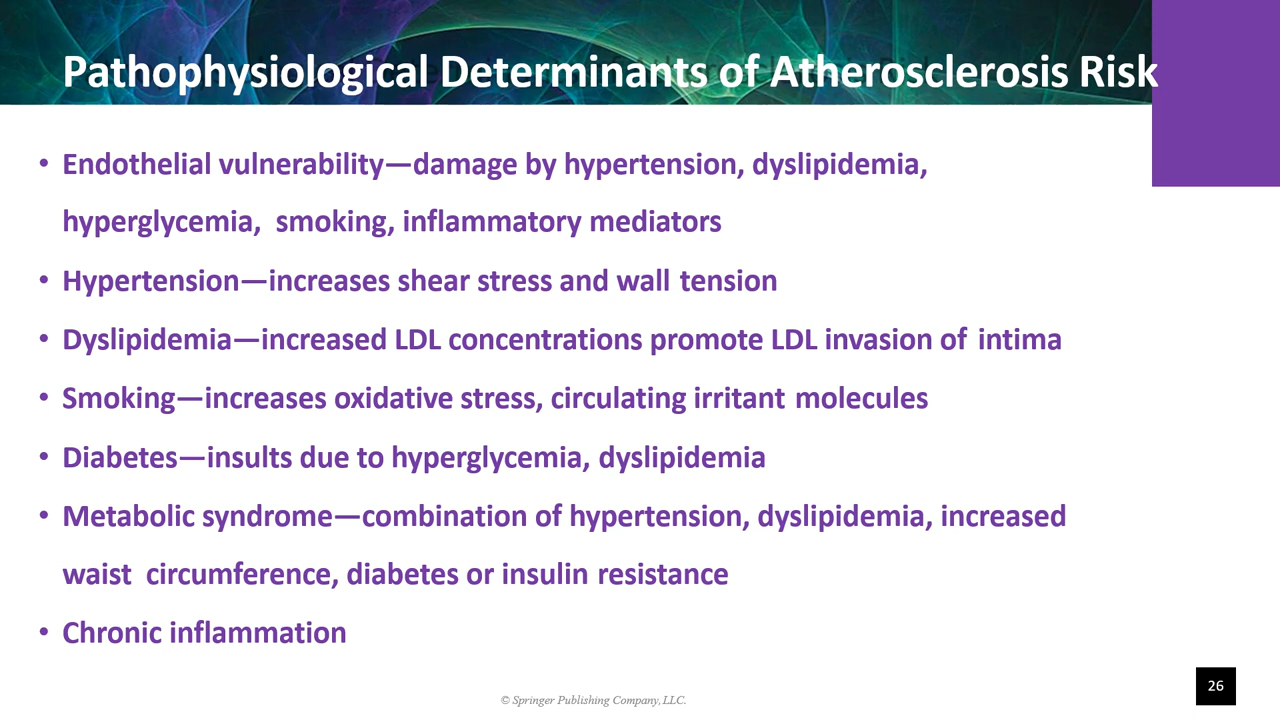 Pathophysiological Determinants of Atherosclerosis Risk
• Endothelial vulnerability—damage by hypertension, dyslipidemia,
hyperglycemia, smoking, inflammatory mediators
• Hypertension—increases shear stress and wall tension
• Dyslipidemia—increased LDL concentrations promote LDL invasion of intima
• Smoking—increases oxidative stress, circulating irritant molecules
• Diabetes—insults due to hyperglycemia, dyslipidemia
• Metabolic syndrome—combination of hypertension, dyslipidemia, increased
waist circumference, diabetes or insulin resistance
• Chronic inflammation
© Springer Publishing Company, LLC.
26